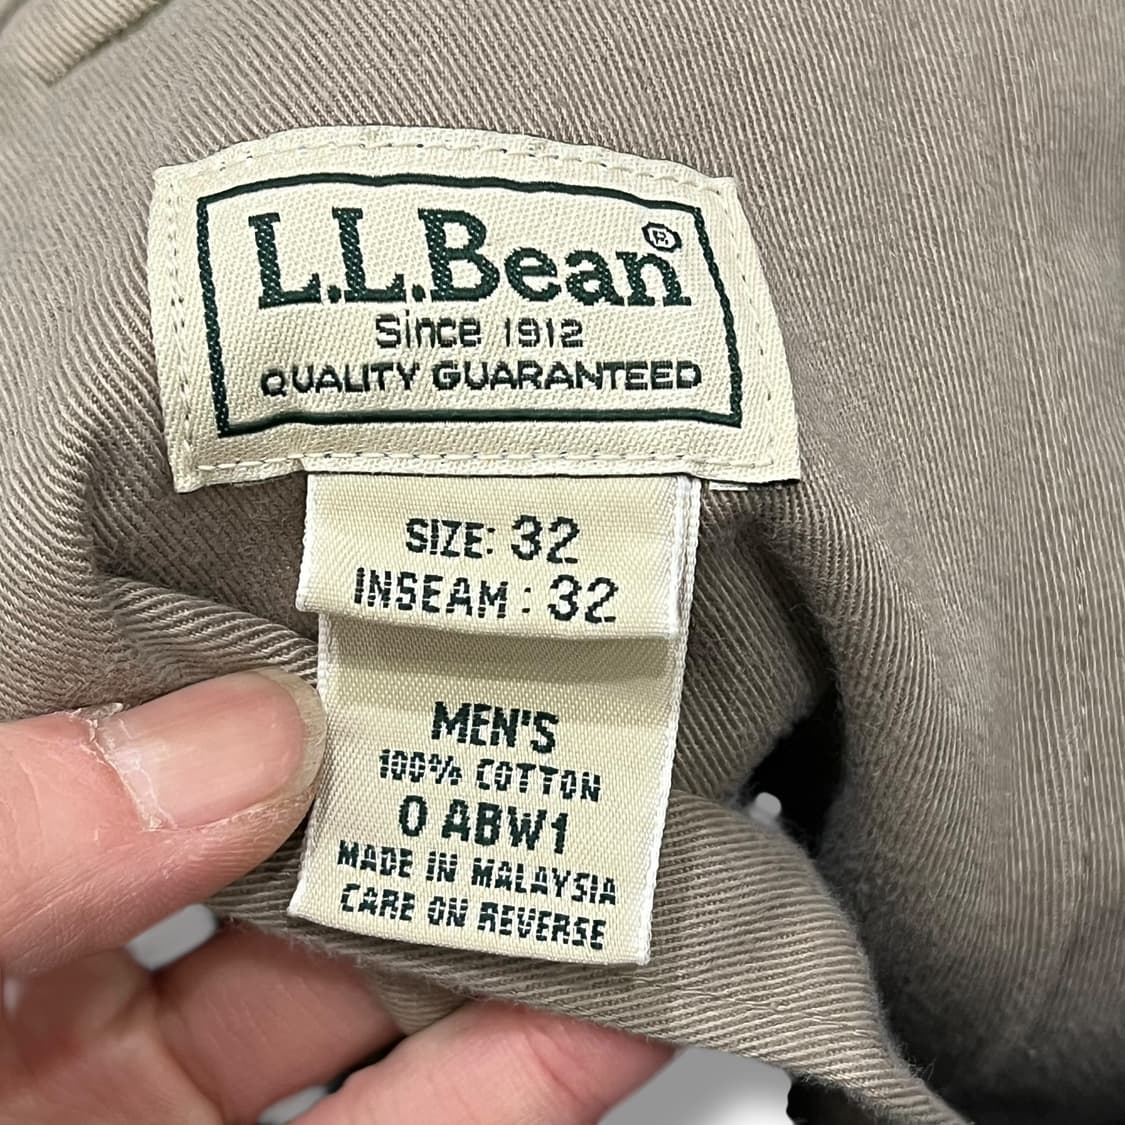 L.L.Bean®
Since 1912
QUALITY GUARANTEED
SIZE: 32
INSEAM : 32
MEN'S
100% COTTON
0 ABW1
MADE IN MALAYSIA
CARE ON REVERSE